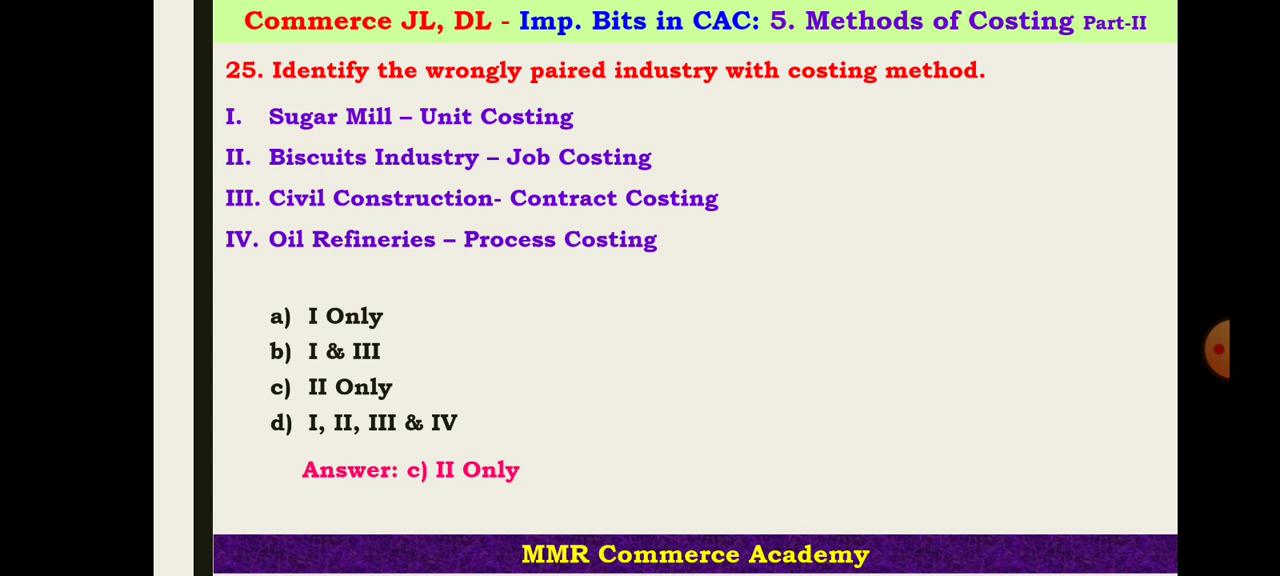 Commerce JL, DL - Imp. Bits in CAC: 5. Methods of Costing Part-II
25. Identify the wrongly paired industry with costing method.
I. Sugar Mill – Unit Costing
II. Biscuits Industry – Job Costing
III. Civil Construction- Contract Costing
IV. Oil Refineries – Process Costing
a) I Only
b) I & III
c) II Only
d) I, II, III & IV
Answer: c) II Only
MMR Commerce Academy